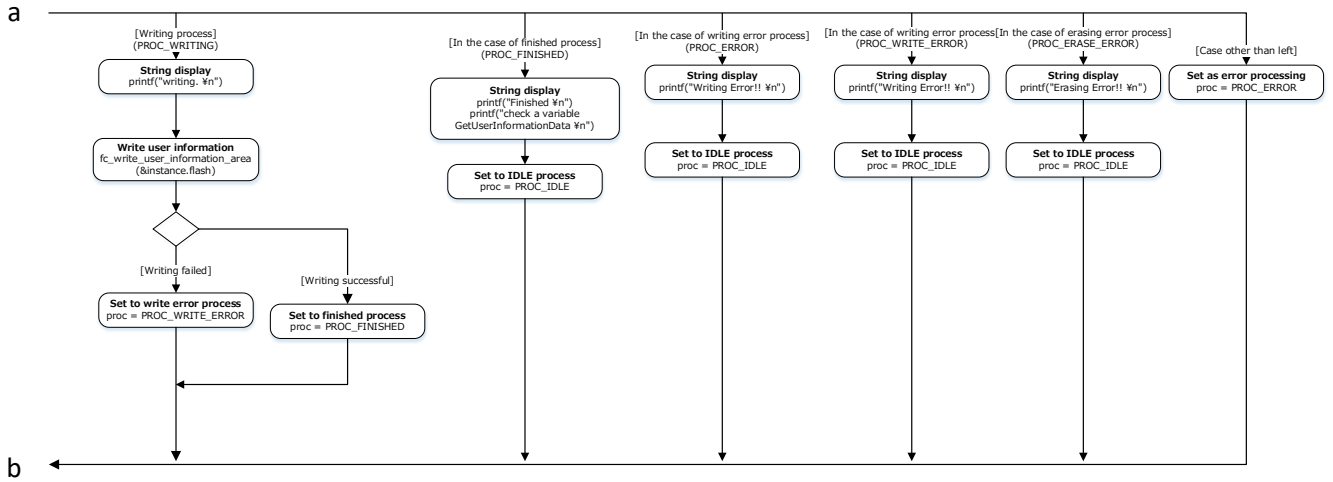 a
[Writing process]
(PROC_WRITING)
String display
printf("writing. ¥n")
Write user information
fc_write_user_information_area
(&instance.flash)
[Writing failed]
Set to write error process
proc = PROC_WRITE_ERROR
[Writing successful]
Set to finished process
proc = PROC_FINISHED
[In the case of finished process]
(PROC_FINISHED)
String display
printf("Finished ¥n")
printf("check a variable
GetUserInformationData ¥n")
Set to IDLE process
proc = PROC_IDLE
[In the case of writing error process]
(PROC_ERROR)
String display
printf("Writing Error!! ¥n")
Set to IDLE process
proc = PROC_IDLE
[In the case of writing error process]
(PROC_WRITE_ERROR)
String display
printf("Writing Error!! ¥n")
Set to IDLE process
proc = PROC_IDLE
[In the case of erasing error process]
(PROC_ERASE_ERROR)
String display
printf("Erasing Error!! ¥n")
Set to IDLE process
proc = PROC_IDLE
[Case other than left]
Set as error processing
proc = PROC_ERROR
b